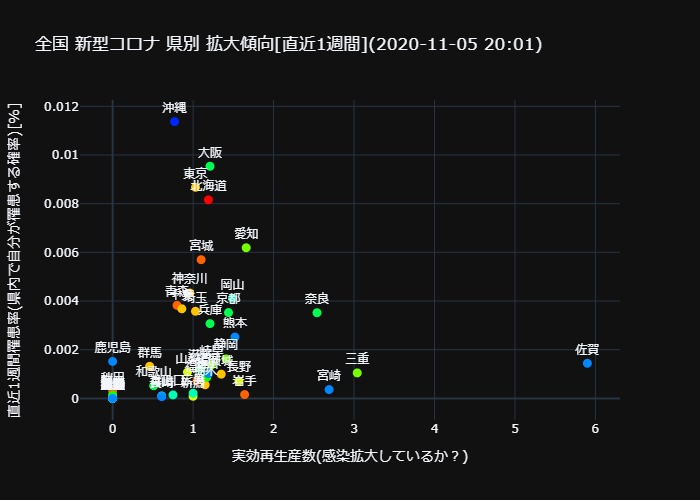 全国 新型コロナ 県別 拡大傾向[直近1週間](2020-11-05 20:01)
直近1週間罹患率(県内で自分が罹患する確率)[%]
0.012
0.01
0.008
0.006
0.004
0.002
0
沖縄
大阪
東京
北海道
愛知
宮城
神奈川
岡山
青森
埼玉
京都
奈良
兵庫
熊本
静岡
鹿児島
群馬
三重
佐賀
長野
和歌山
宮崎
岩手
秋田
0
1
2
3
4
5
6
実効再生産数(感染拡大しているか？)